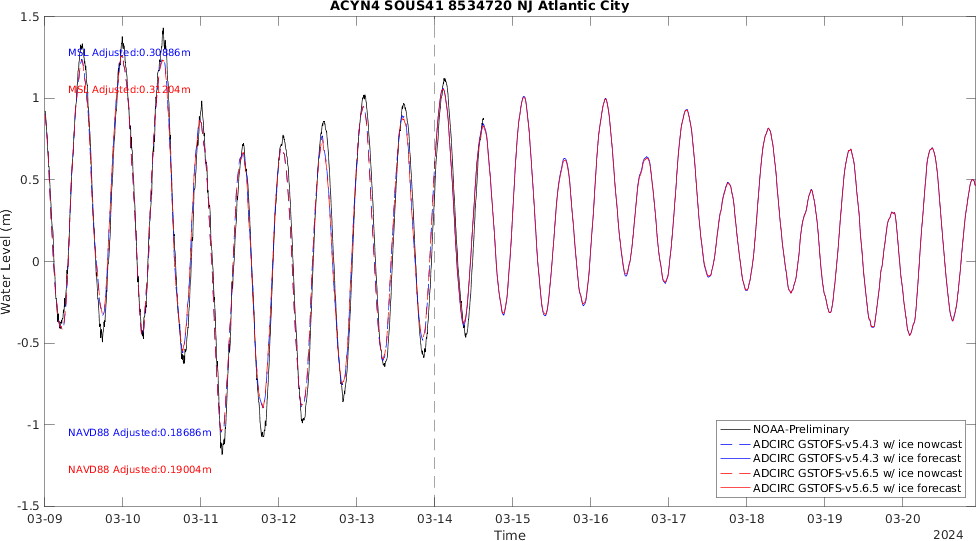 ACYN4 SOUS41 8534720 NJ Atlantic City
1.5
MSL Adjusted:0.30886m
MSL Adjusted:0.31204m
1
0.5
Water Level (m)
0
-0.5
-1
NAVD88 Adjusted:0.18686m
NAVD88 Adjusted:0.19004m
-1.5
NOAA-Preliminary
ADCIRC GSTOFS-v5.4.3 w/ ice nowcast
ADCIRC GSTOFS-v5.4.3 w/ ice forecast
ADCIRC GSTOFS-v5.6.5 w/ ice nowcast
ADCIRC GSTOFS-v5.6.5 w/ ice forecast
03-09 03-10 03-11 03-12 03-13 03-14 03-15 03-16 03-17 03-18 03-19 03-20
Time
2024